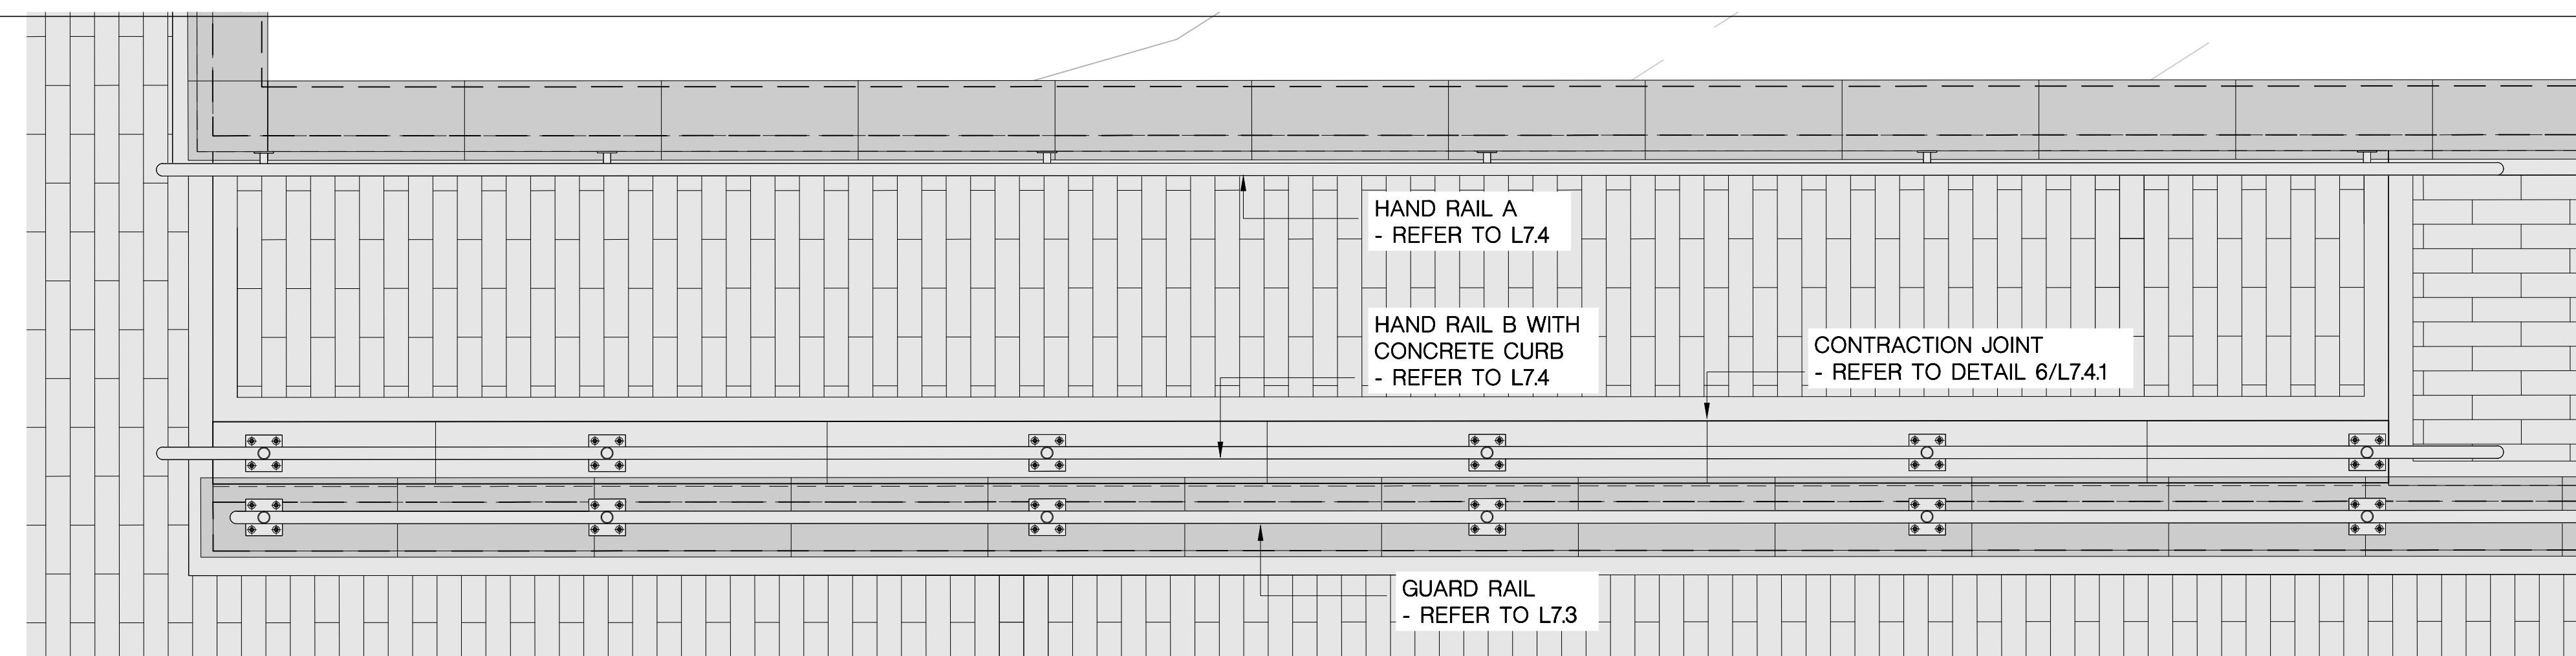 HAND RAIL A
- REFER TO L7.4
HAND RAIL B WITH
CONCRETE CURB
- REFER TO L7.4
CONTRACTION JOINT
- REFER TO DETAIL 6/L7.4.1
GUARD RAIL
- REFER TO L7.3